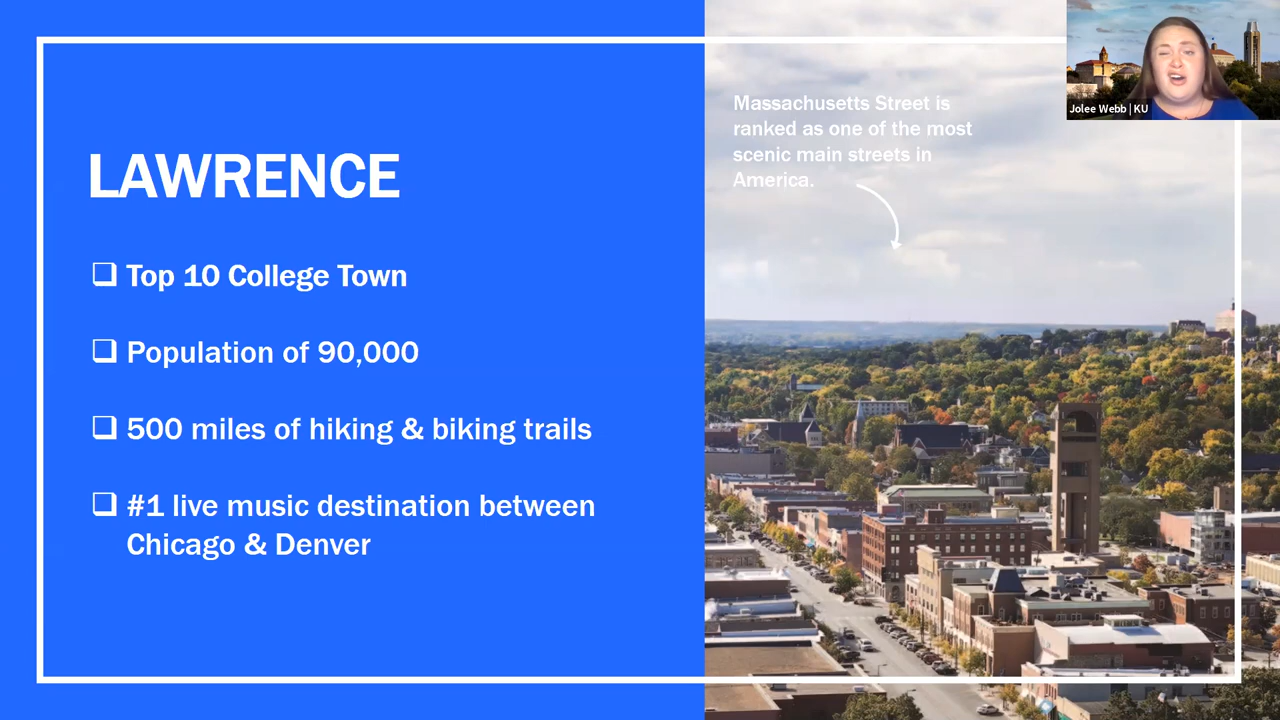 LAWRENCE
❑ Top 10 College Town
❑ Population of 90,000
❑ 500 miles of hiking & biking trails
❑ #1 live music destination between
Chicago & Denver
Massachusetts Street is
ranked as one of the most
scenic main streets in
America.
Jolee Webb | KU